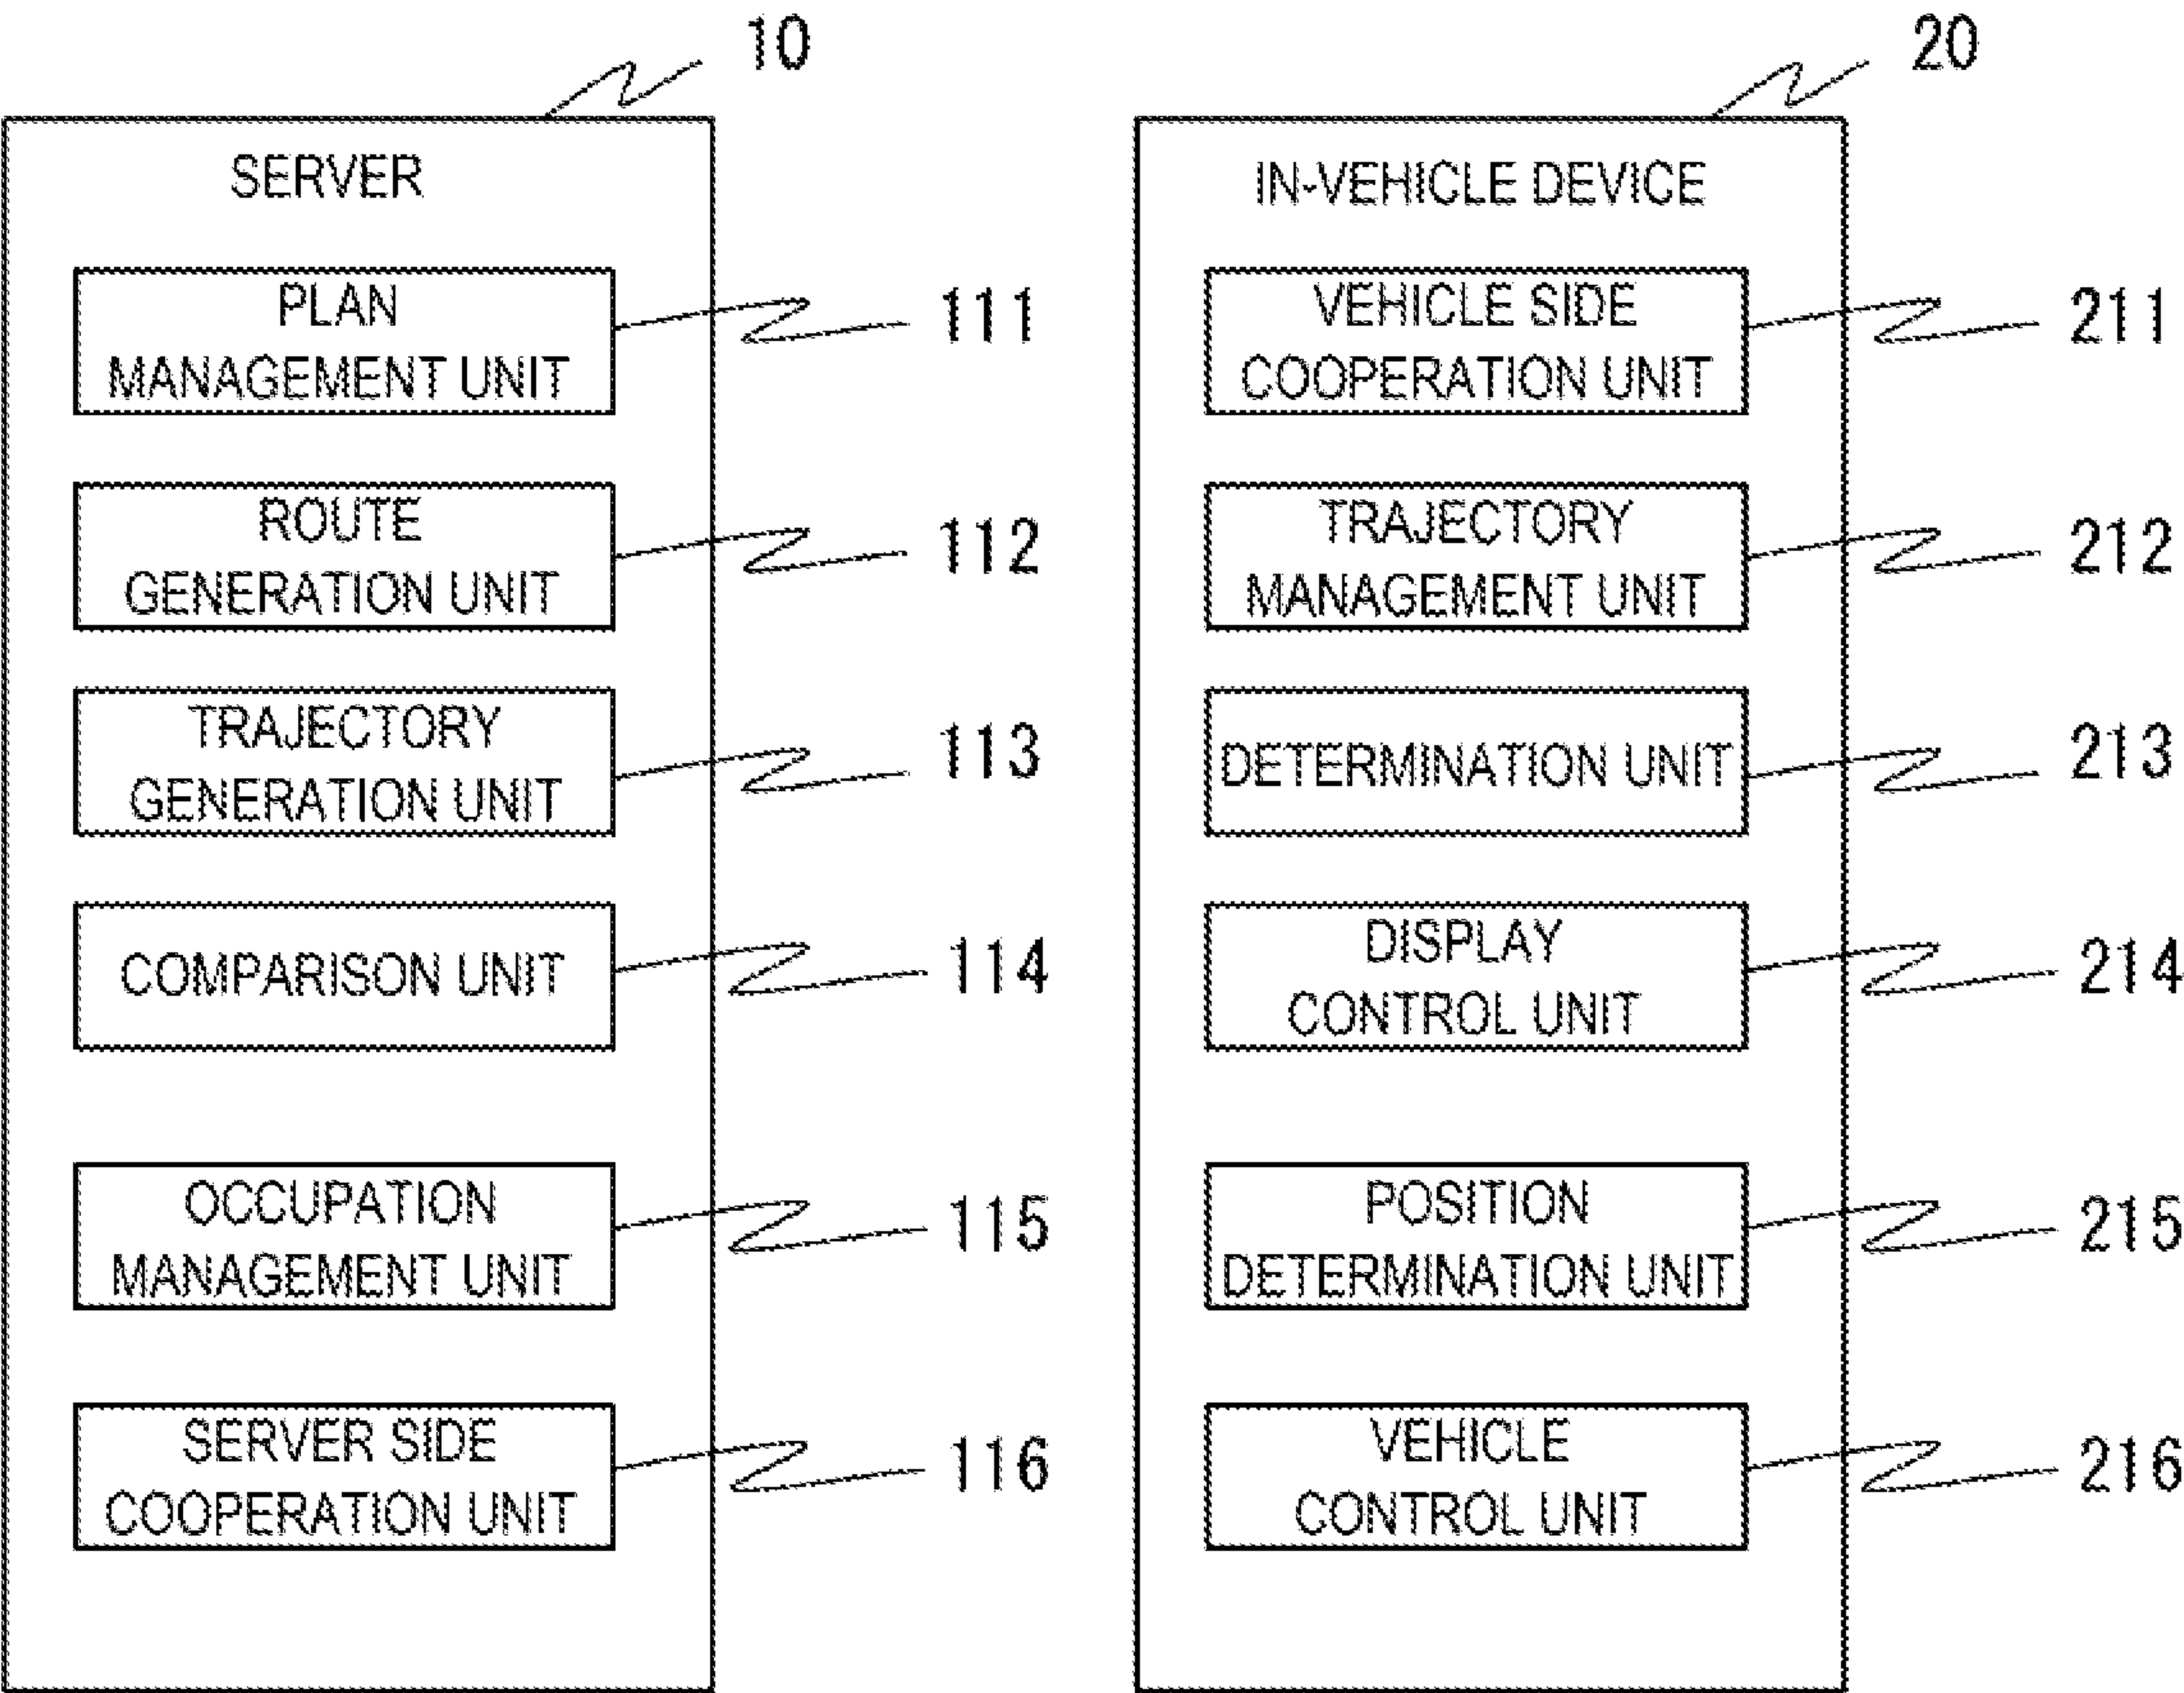 10
SERVER
PLAN
MANAGEMENT UNIT
111
ROUTE
GENERATION UNIT
112
TRAJECTORY
GENERATION UNIT
113
COMPARISON UNIT
114
OCCUPATION
MANAGEMENT UNIT
115
SERVER SIDE
COOPERATION UNIT
116
20
IN-VEHICLE DEVICE
VEHICLE SIDE
COOPERATION UNIT
211
TRAJECTORY
MANAGEMENT UNIT
212
DETERMINATION UNIT
213
DISPLAY
CONTROL UNIT
214
POSITION
DETERMINATION UNIT
215
VEHICLE
CONTROL UNIT
216